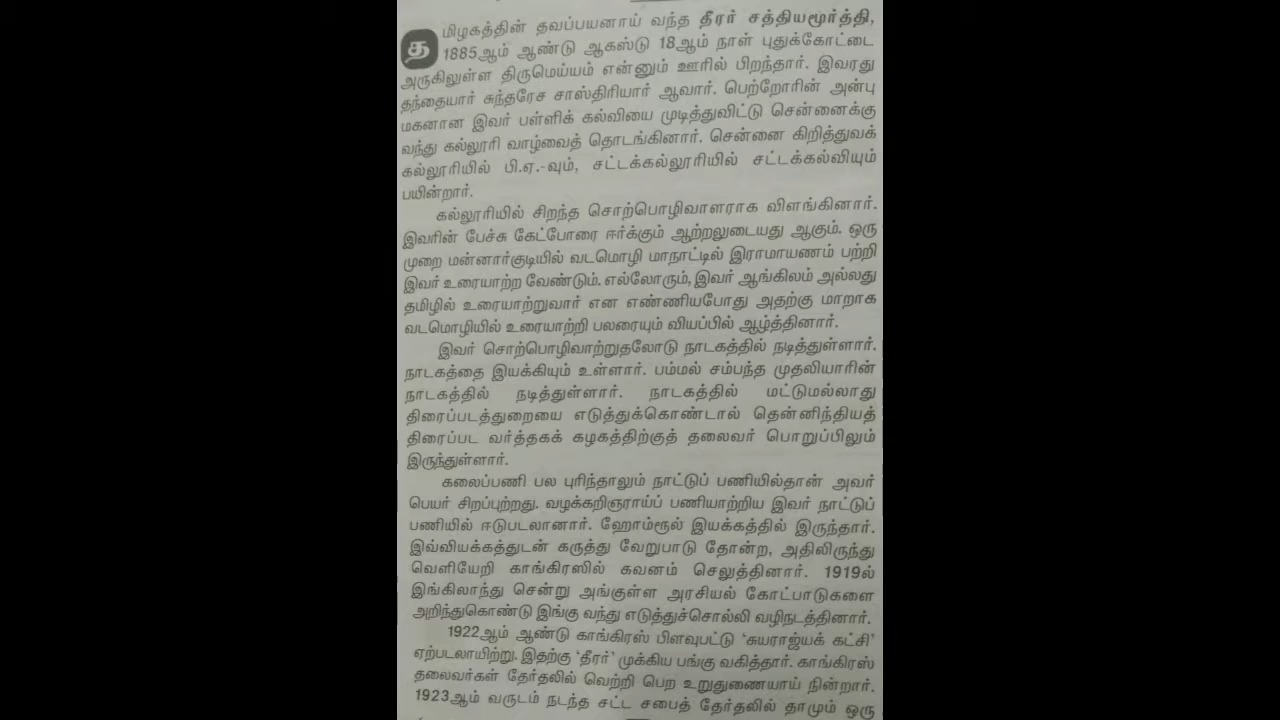 தமிழகத்தின் தவப்பயனாய் வந்த தீரர் சத்தியமூர்த்தி,
1885ஆம் ஆண்டு ஆகஸ்டு 18ஆம் நாள் புதுக்கோட்டை
அருகிலுள்ள திருமெய்யம் என்னும் ஊரில் பிறந்தார். இவரது
தந்தையார் சுந்தரேச சாஸ்திரியார் ஆவார். பெற்றோரின் அன்பு
மகனான இவர் பள்ளிக் கல்வியை முடித்துவிட்டு சென்னைக்கு
வந்து கல்லூரி வாழ்வைத் தொடங்கினார். சென்னை கிறித்துவக்
கல்லூரியில் பி.ஏ.-வும், சட்டக்கல்லூரியில் சட்டக்கல்வியும்
பயின்றார்.
கல்லூரியில் சிறந்த சொற்பொழிவாளராக விளங்கினார்.
இவரின் பேச்சு கேட்போரை ஈர்க்கும் ஆற்றலுடையது ஆகும். ஒரு
முறை மன்னார்குடியில் வடமொழி மாநாட்டில் இராமாயணம் பற்றி
இவர் உரையாற்ற வேண்டும். எல்லோரும், இவர் ஆங்கிலம் அல்லது
தமிழில் உரையாற்றுவார் என எண்ணியபோது அதற்கு மாறாக
வடமொழியில் உரையாற்றி பலரையும் வியப்பில் ஆழ்த்தினார்.
இவர் சொற்பொழிவாற்றுதலோடு நாடகத்தில் நடித்துள்ளார்.
நாடகத்தை இயக்கியும் உள்ளார். பம்மல் சம்பந்த முதலியாரின்
நாடகத்தில் நடித்துள்ளார். நாடகத்தில் மட்டுமல்லாது
திரைப்படத்துறையை எடுத்துக்கொண்டால் தென்னிந்தியத்
திரைப்பட வர்த்தகக் கழகத்திற்குத் தலைவர் பொறுப்பிலும்
இருந்துள்ளார்.
கலைப்பணி பல புரிந்தாலும் நாட்டுப் பணியில்தான் அவர்
பெயர் சிறப்புற்றது. வழக்கறிஞராய்ப் பணியாற்றிய இவர் நாட்டுப்
பணியில் ஈடுபடலானார். ஹோம்ரூல் இயக்கத்தில் இருந்தார்.
இவ்வியக்கத்துடன் கருத்து வேறுபாடு தோன்ற, அதிலிருந்து
வெளியேறி காங்கிரஸில் கவனம் செலுத்தினார். 1919ல்
இங்கிலாந்து சென்று அங்குள்ள அரசியல் கோட்பாடுகளை
அறிந்துகொண்டு இங்கு வந்து எடுத்துச்சொல்லி வழிநடத்தினார்.
1922ஆம் ஆண்டு காங்கிரஸ் பிளவுபட்டு 'சுயராஜ்யக் கட்சி'
ஏற்படலாயிற்று. இதற்கு 'தீரர்' முக்கிய பங்கு வகித்தார். காங்கிரஸ்
தலைவர்கள் தேர்தலில் வெற்றி பெற உறுதுணையாய் நின்றார்.
1923ஆம் வருடம் நடந்த சட்ட சபைத் தேர்தலில் தாமும் ஒரு